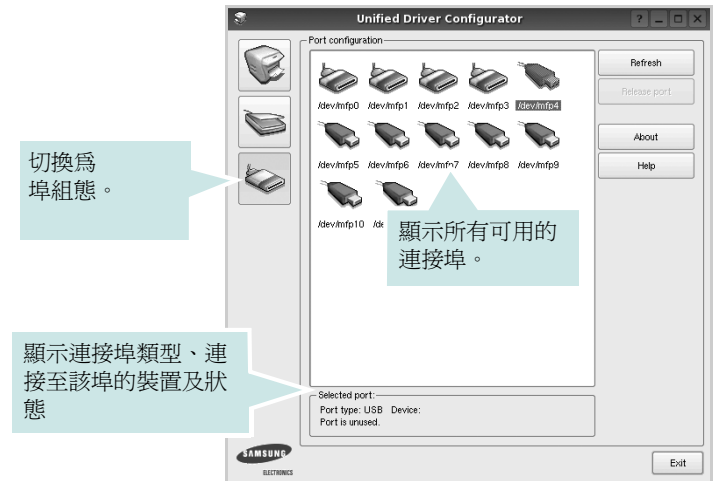 Unified Driver Configurator
Port configuration
/dev/mfp0 /dev/mfp1 /dev/mfp2 /dev/mfp3 /dev/mfp4
/dev/mfp5 /dev/mfp6 /dev/mfp7 /dev/mfp8 /dev/mfp9
/dev/mfp10
Refresh
Release port
About
Help
切換爲
埠組態。
顯示所有可用的
連接埠。
顯示連接埠類型、連
接至該埠的裝置及狀
態
Selected port:
Port type: USB Device:
Port is unused.
SAMSUNG
ELECTRONICS
Exit